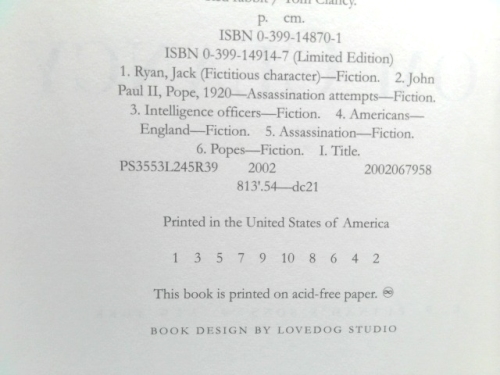 rabbit / Tom Clancy.
p. cm.
ISBN 0-399-14870-1
ISBN 0-399-14914-7 (Limited Edition)
1. Ryan, Jack (Fictitious character)—Fiction. 2. John
Paul II, Pope, 1920—Assassination attempts—Fiction.
3. Intelligence officers—Fiction. 4. Americans—
England—Fiction. 5. Assassination—Fiction.
6. Popes—Fiction. I. Title.
PS3553L245R39 2002 2002067958
813'.54—dc21
Printed in the United States of America
1 3 5 7 9 10 8 6 4 2
This book is printed on acid-free paper. ♾
BOOK DESIGN BY LOVEDOG STUDIO